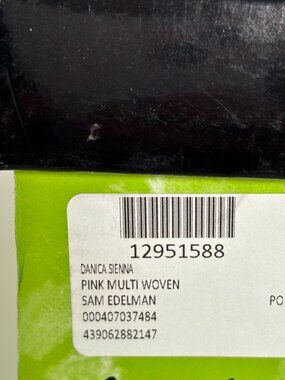 12951588
DANICA SIENNA
PINK MULTI WOVEN
SAM EDELMAN PO
000407037484
439062882147